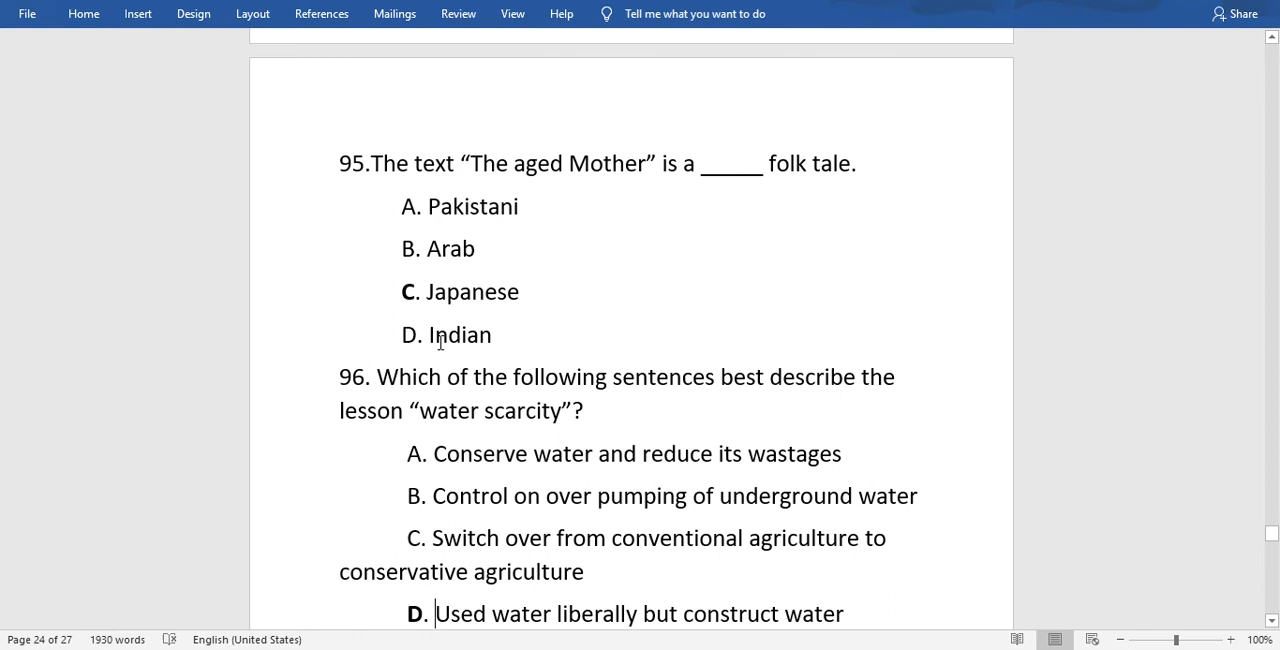 File Home Insert Design Layout References Mailings Review View Help Tell me what you want to do Share
95.The text “The aged Mother” is a _____ folk tale.
A. Pakistani
B. Arab
C. Japanese
D. Indian
96. Which of the following sentences best describe the
lesson “water scarcity”?
A. Conserve water and reduce its wastages
B. Control on over pumping of underground water
C. Switch over from conventional agriculture to
conservative agriculture
D. Used water liberally but construct water
Page 24 of 27 1930 words English (United States) 100%